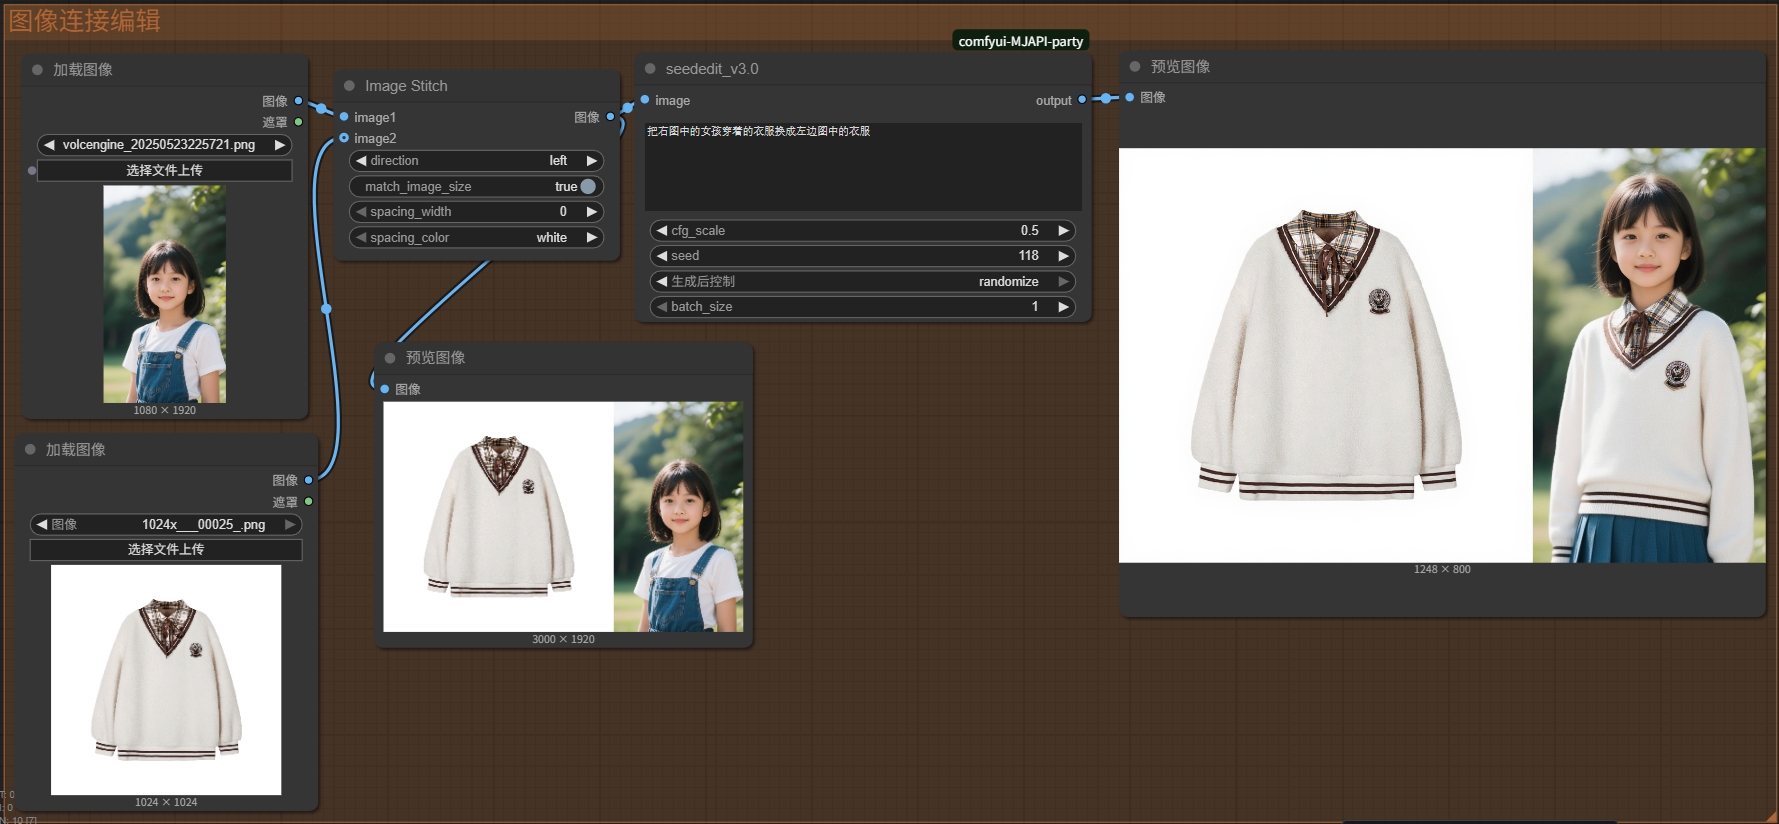 图像连接编辑
comfyui-MJAPI-party
加载图像
图像
遮罩
volcengine_20250523225721.png
选择文件上传
1080 × 1920
加载图像
图像
遮罩
图像 1024x___00025_.png
选择文件上传
1024 × 1024
Image Stitch
image1 图像
image2
direction left
match_image_size true
spacing_width 0
spacing_color white
预览图像
图像
3000 × 1920
seededit_v3.0
image output
把右图中的女孩穿着的衣服换成左边图中的衣服
cfg_scale 0.5
seed 118
生成后控制 randomize
batch_size 1
预览图像
图像
1248 × 800